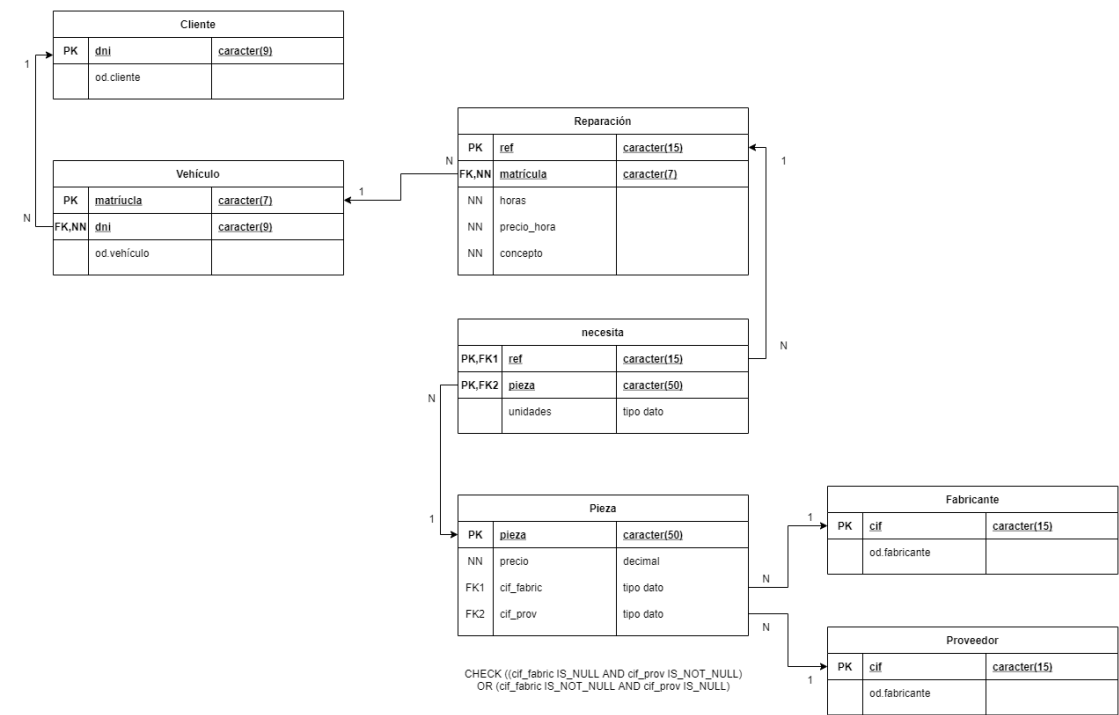 Cliente
PK dni caracter(9)
od.cliente
1
N
Vehículo
PK matríucla caracter(7)
FK,NN dni caracter(9)
od.vehículo
1
N
Reparación
PK ref caracter(15)
FK,NN matrícula caracter(7)
NN horas
NN precio_hora
NN concepto
1
N
necesita
PK,FK1 ref caracter(15)
PK,FK2 pieza caracter(50)
unidades tipo dato
N
1
Pieza
PK pieza caracter(50)
NN precio decimal
FK1 cif_fabric tipo dato
FK2 cif_prov tipo dato
N
1
N
1
Fabricante
PK cif caracter(15)
od.fabricante
Proveedor
PK cif caracter(15)
od.fabricante
CHECK ((cif_fabric IS_NULL AND cif_prov IS_NOT_NULL)
OR (cif_fabric IS_NOT_NULL AND cif_prov IS_NULL)